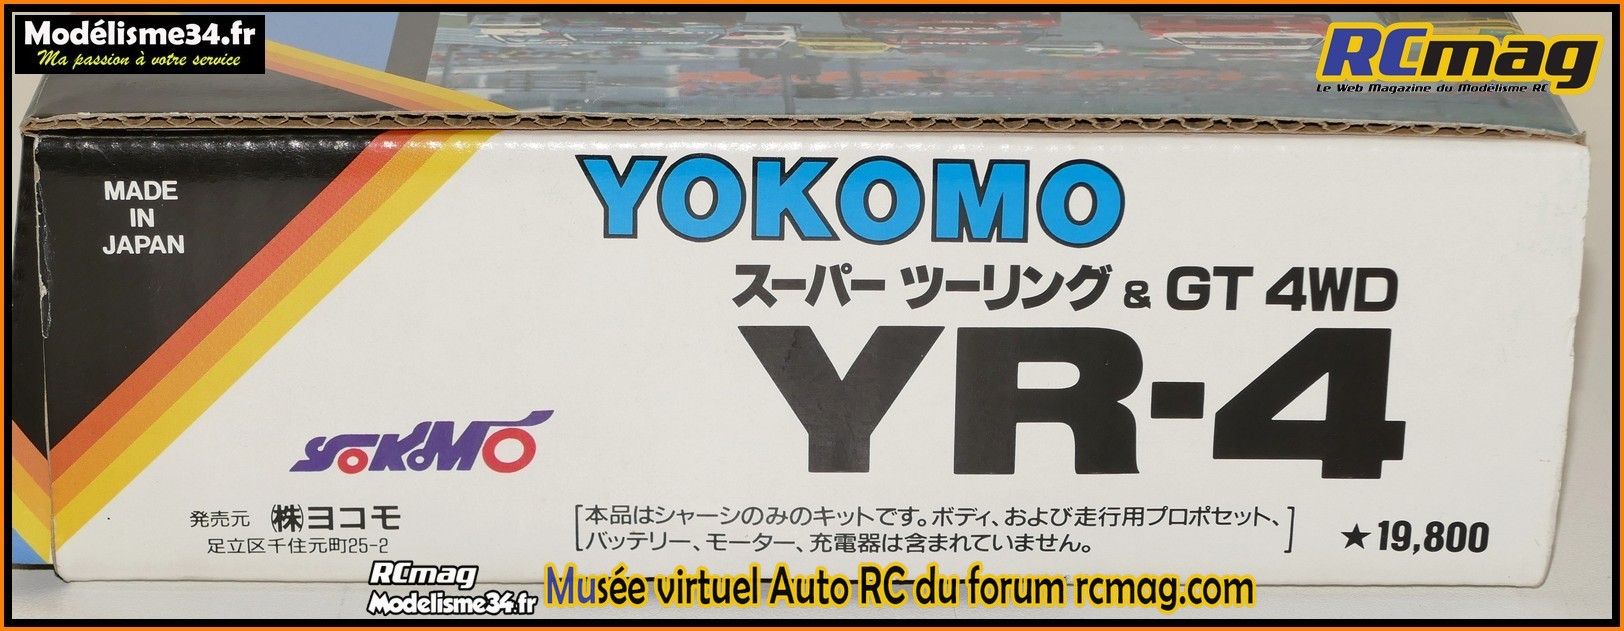 Modélisme34.fr
Ma passion à votre service
RCmag
Le Web Magazine du Modélisme RC
MADE
IN
JAPAN
YOKOMO
スーパー ツーリング & GT 4WD
YR-4
YOKOMO
発売元 ㈱ヨコモ
足立区千住元町25-2
[本品はシャーシのみのキットです。ボディ、および走行用プロポセット、
バッテリー、モーター、充電器は含まれていません。]
★19,800
RCmag
Modelisme34.fr
Musée virtuel Auto RC du forum rcmag.com